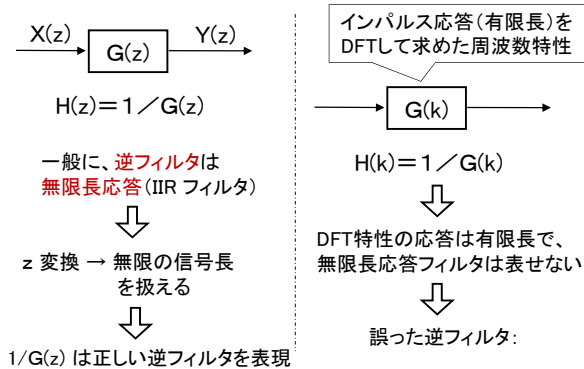 X(z)
G(z)
Y(z)
H(z)＝1／G(z)
一般に、逆フィルタは
無限長応答(IIR フィルタ)
z 変換 → 無限の信号長
を扱える
1/G(z) は正しい逆フィルタを表現
インパルス応答(有限長)を
DFTして求めた周波数特性
G(k)
H(k)＝1／G(k)
DFT特性の応答は有限長で、
無限長応答フィルタは表せない
誤った逆フィルタ: